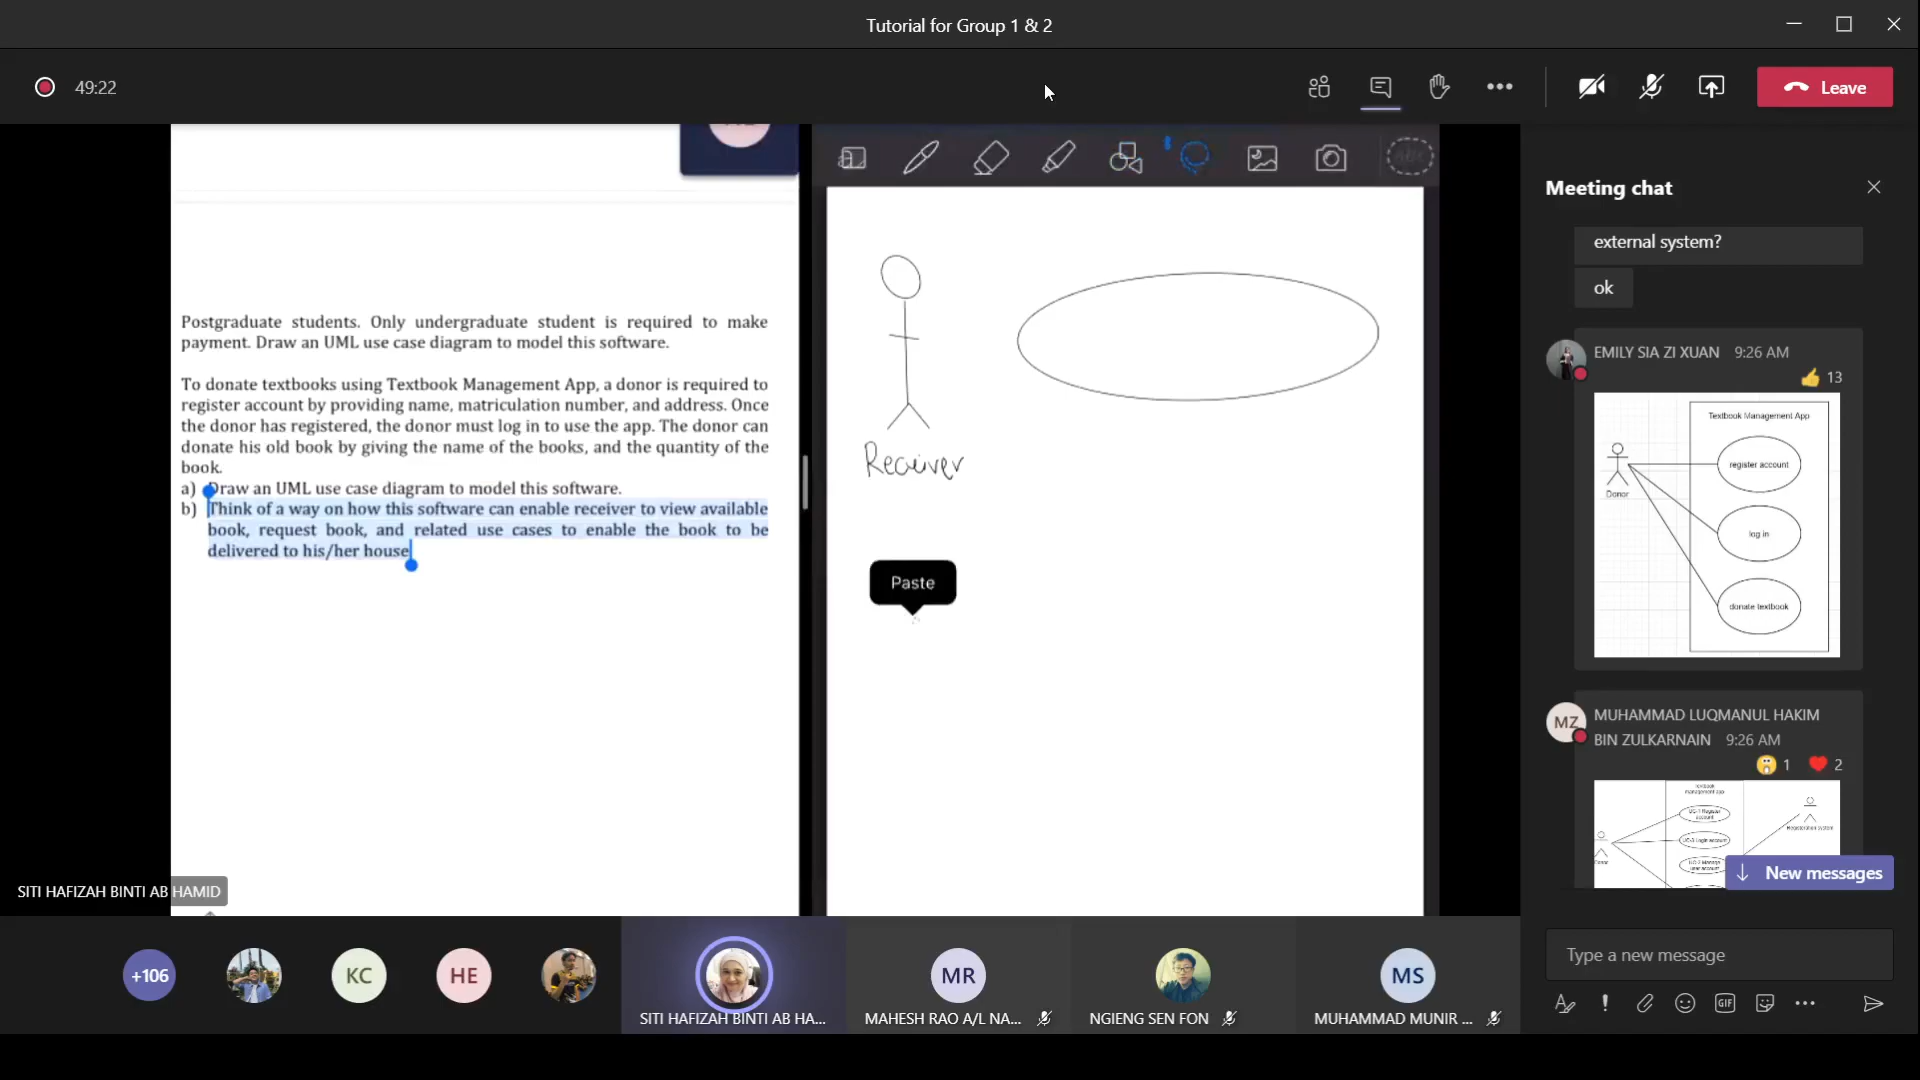 Tutorial for Group 1 & 2
49:22
Leave
Postgraduate students. Only undergraduate student is required to make
payment. Draw an UML use case diagram to model this software.
To donate textbooks using Textbook Management App, a donor is required to
register account by providing name, matriculation number, and address. Once
the donor has registered, the donor must log in to use the app. The donor can
donate his old book by giving the name of the books, and the quantity of the
book.
a) Draw an UML use case diagram to model this software.
b) Think of a way on how this software can enable receiver to view available
book, request book, and related use cases to enable the book to be
delivered to his/her house
SITI HAFIZAH BINTI AB HAMID
Receiver
Paste
Meeting chat
external system?
ok
EMILY SIA ZI XUAN 9:26 AM
13
Textbook Management App
register account
Donor
log in
donate textbook
MZ
MUHAMMAD LUQMANUL HAKIM
BIN ZULKARNAIN 9:26 AM
1 2
Textbook
management app
UC-1 Register
account
Donor
New messages
Type a new message
GIF
+106
KC
HE
SITI HAFIZAH BINTI AB HA...
MR
MAHESH RAO A/L NA...
NGIENG SEN FON
MS
MUHAMMAD MUNIR ...